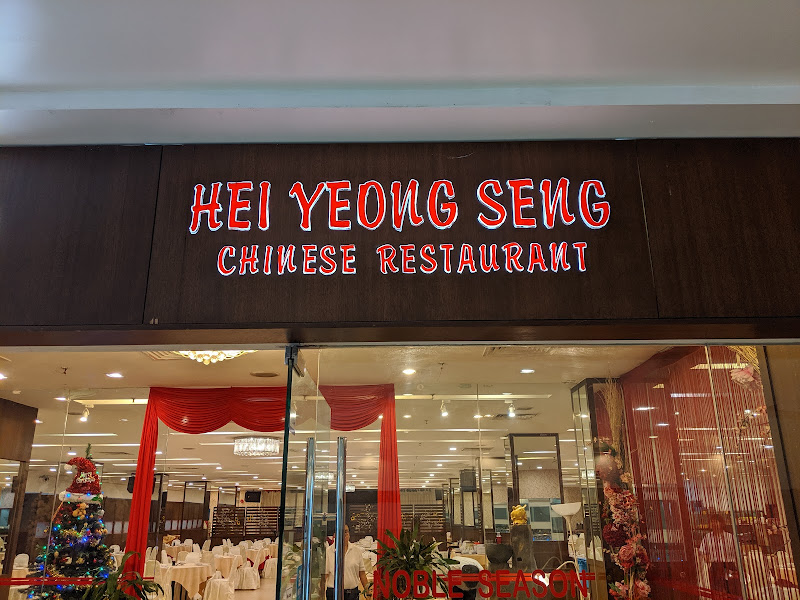 HEI YEONG SENG
CHINESE RESTAURANT
NOBLE SEASON